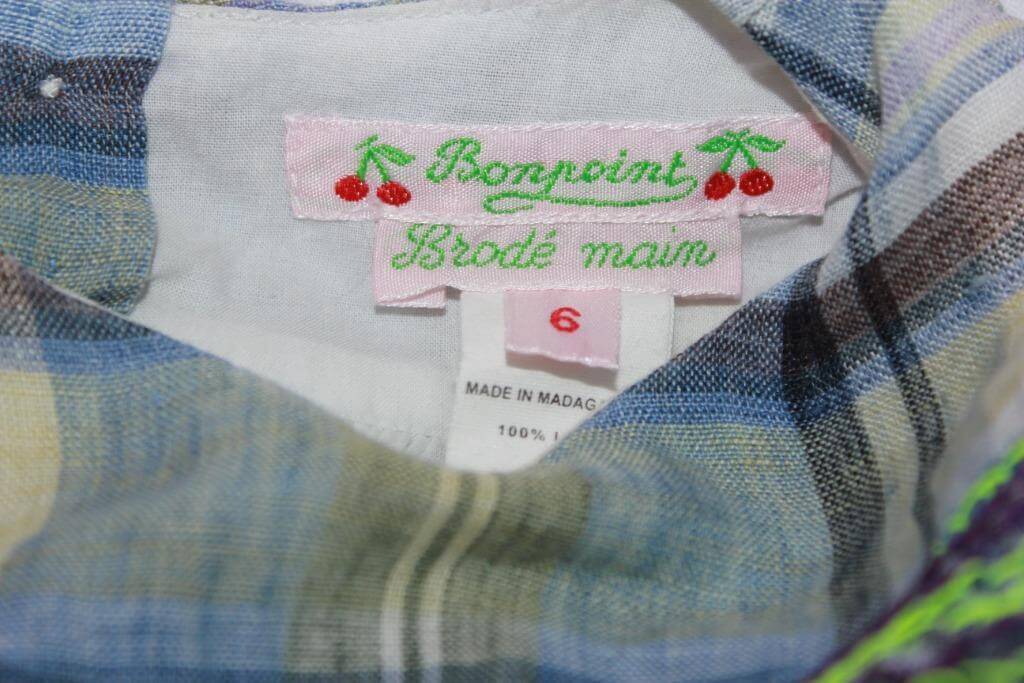 Bonpoint
Brodé main
6
MADE IN MADAG
100%